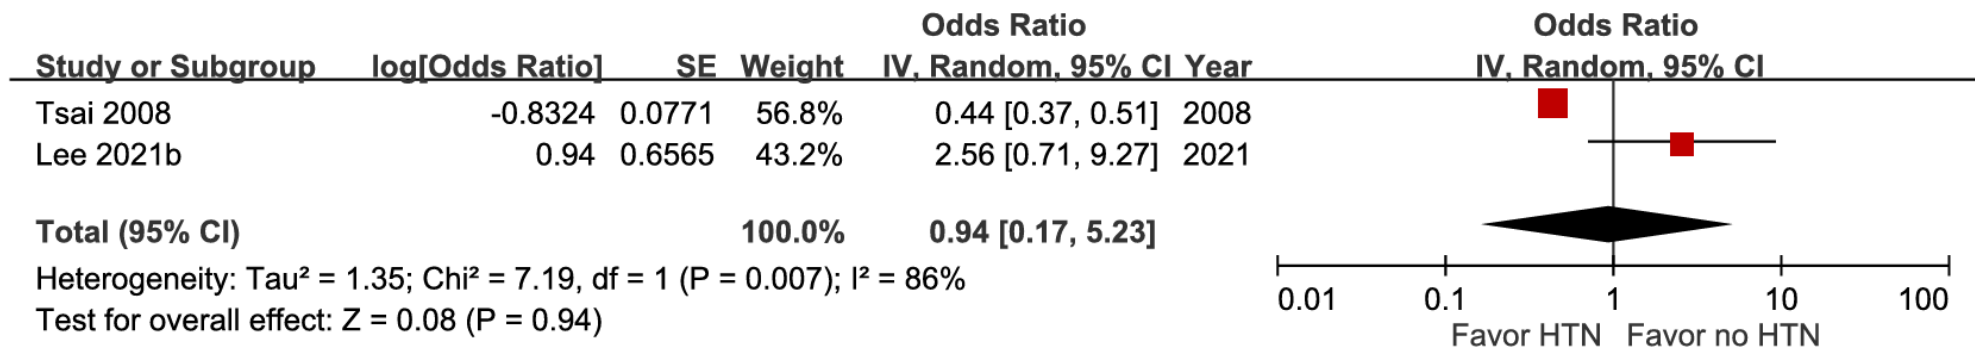 Odds Ratio Odds Ratio
Study or Subgroup log[Odds Ratio] SE Weight IV, Random, 95% CI Year IV, Random, 95% CI
Tsai 2008 -0.8324 0.0771 56.8% 0.44 [0.37, 0.51] 2008
Lee 2021b 0.94 0.6565 43.2% 2.56 [0.71, 9.27] 2021
Total (95% CI) 100.0% 0.94 [0.17, 5.23]
Heterogeneity: Tau² = 1.35; Chi² = 7.19, df = 1 (P = 0.007); I² = 86%
Test for overall effect: Z = 0.08 (P = 0.94)
0.01 0.1 1 10 100
Favor HTN Favor no HTN